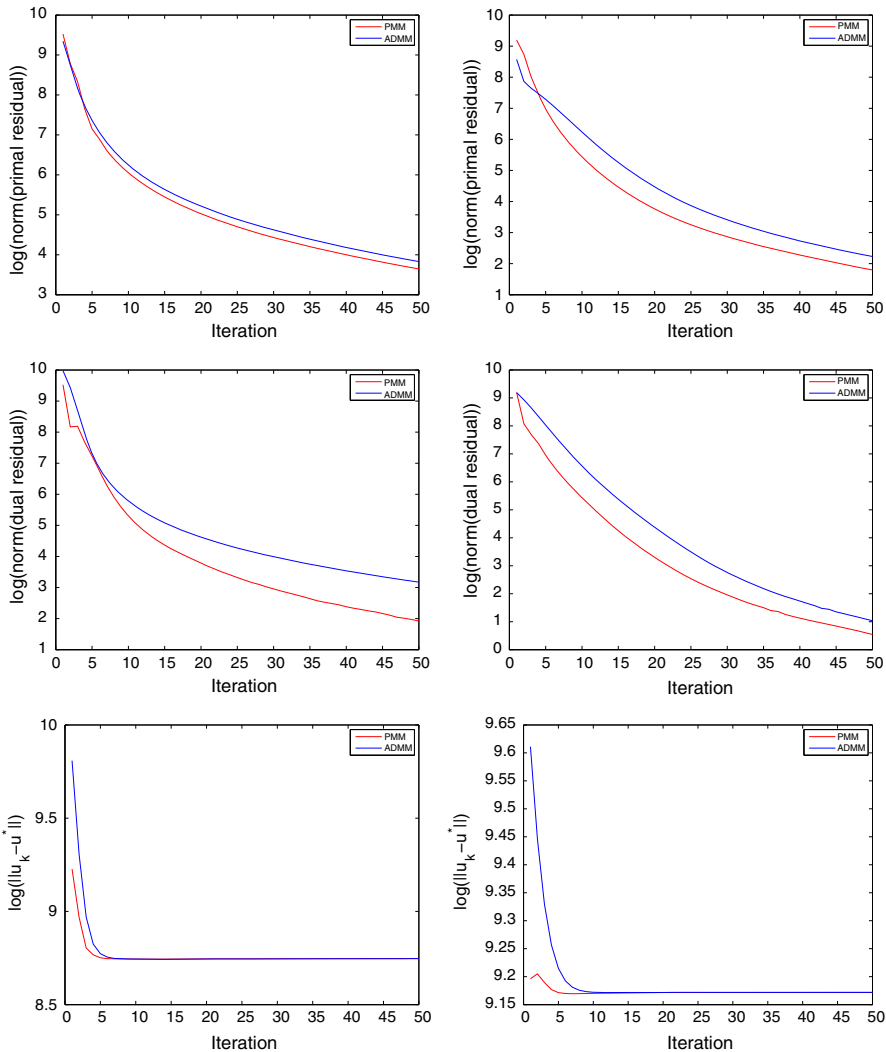 10
9
8
7
6
5
4
3
0 5 10 15 20 25 30 35 40 45 50
log(norm(primal residual))
Iteration
PMM
ADMM
10
9
8
7
6
5
4
3
2
1
0 5 10 15 20 25 30 35 40 45 50
log(norm(primal residual))
Iteration
PMM
ADMM
10
9
8
7
6
5
4
3
2
1
0 5 10 15 20 25 30 35 40 45 50
log(norm(dual residual))
Iteration
PMM
ADMM
10
9
8
7
6
5
4
3
2
1
0
0 5 10 15 20 25 30 35 40 45 50
log(norm(dual residual))
Iteration
PMM
ADMM
10
9.5
9
8.5
0 5 10 15 20 25 30 35 40 45 50
log(||u_k−u^*||)
Iteration
PMM
ADMM
9.65
9.6
9.55
9.5
9.45
9.4
9.35
9.3
9.25
9.2
9.15
0 5 10 15 20 25 30 35 40 45 50
log(||u_k−u^*||)
Iteration
PMM
ADMM